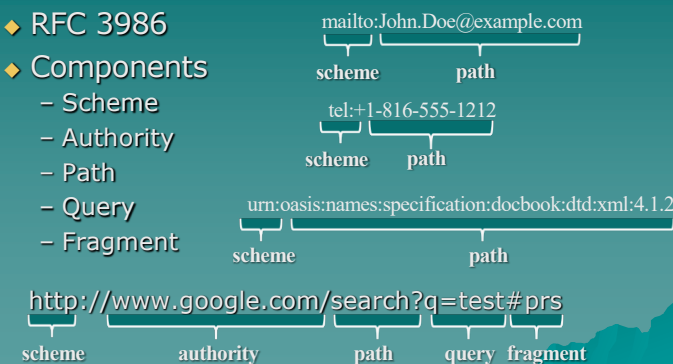 RFC 3986
Components
– Scheme
– Authority
– Path
– Query
– Fragment
mailto:John.Doe@example.com
scheme path
tel:+1-816-555-1212
scheme path
urn:oasis:names:specification:docbook:dtd:xml:4.1.2
scheme path
http://www.google.com/search?q=test#prs
scheme authority path query fragment